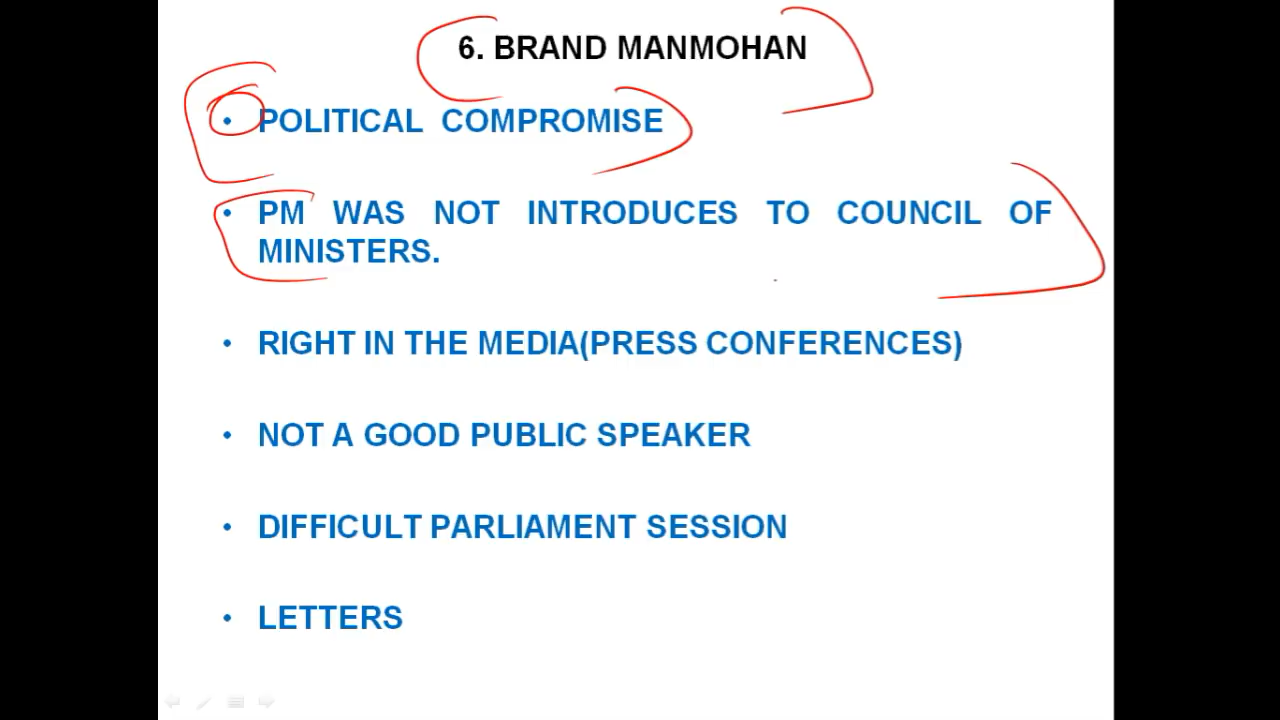 6. BRAND MANMOHAN
• POLITICAL COMPROMISE
• PM WAS NOT INTRODUCES TO COUNCIL OF
MINISTERS.
• RIGHT IN THE MEDIA(PRESS CONFERENCES)
• NOT A GOOD PUBLIC SPEAKER
• DIFFICULT PARLIAMENT SESSION
• LETTERS